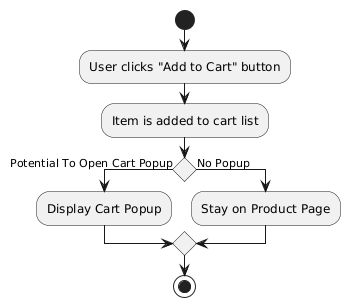 User clicks "Add to Cart" button
Item is added to cart list
Potential To Open Cart Popup
No Popup
Display Cart Popup
Stay on Product Page